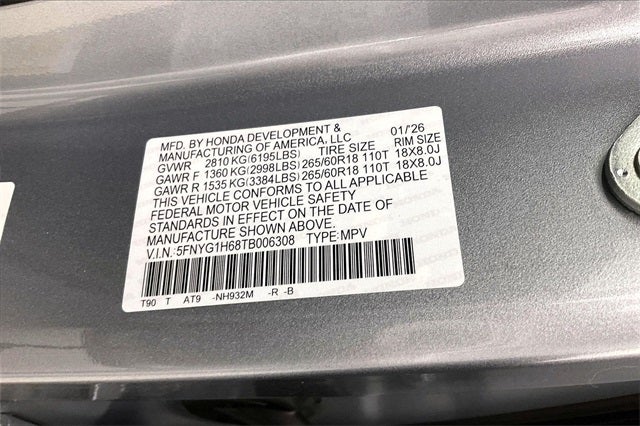 MFD. BY HONDA DEVELOPMENT &
MANUFACTURING OF AMERICA, LLC 01/'26
GVWR 2810 KG(6195LBS) TIRE SIZE RIM SIZE
GAWR F 1360 KG(2998LBS) 265/60R18 110T 18X8.0J
GAWR R 1535 KG(3384LBS) 265/60R18 110T 18X8.0J
THIS VEHICLE CONFORMS TO ALL APPLICABLE
FEDERAL MOTOR VEHICLE SAFETY
STANDARDS IN EFFECT ON THE DATE OF
MANUFACTURE SHOWN ABOVE.
V.I.N.: 5FNYG1H68TB006308 TYPE: MPV
T90 T AT9 -NH932M -R -B